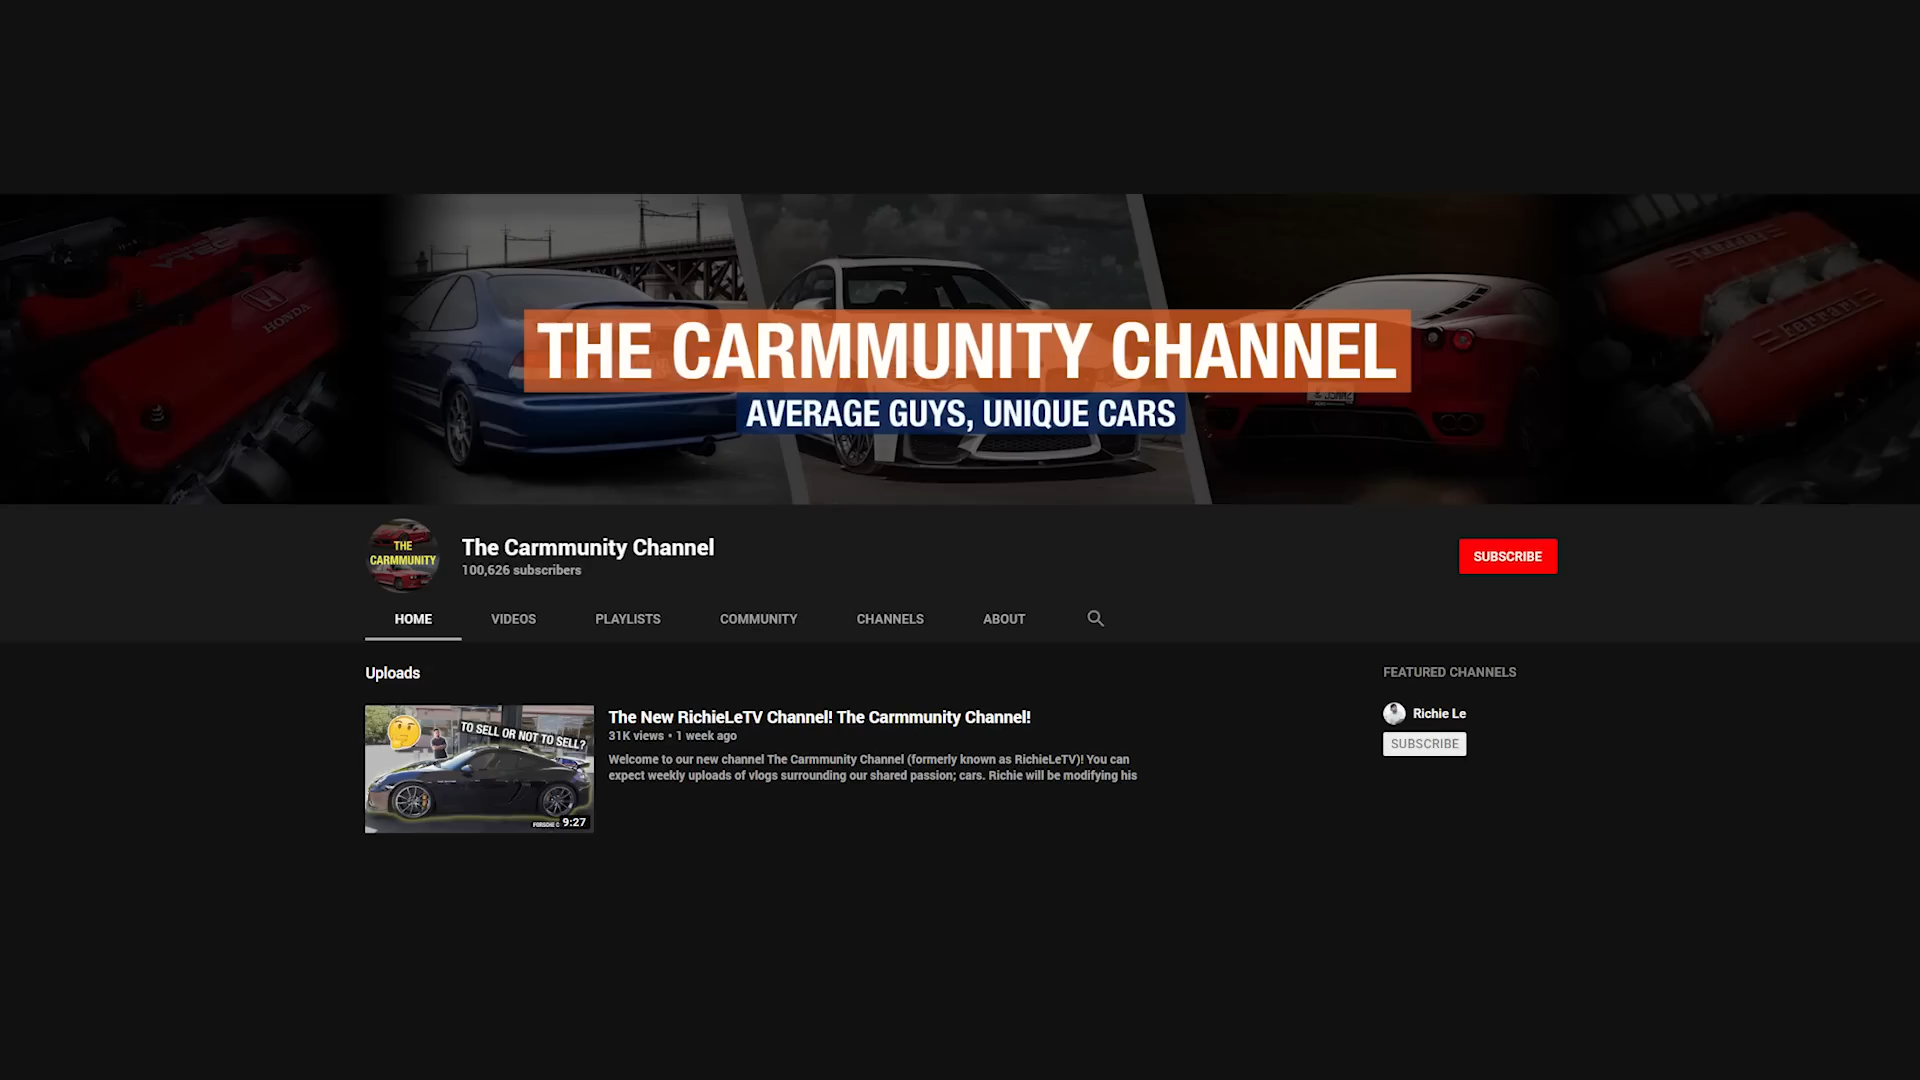 VTEC
HONDA
THE CARMMUNITY CHANNEL
AVERAGE GUYS, UNIQUE CARS
Ferrari
THE
CARMMUNITY
The Carmmunity Channel
100,626 subscribers
SUBSCRIBE
HOME
VIDEOS
PLAYLISTS
COMMUNITY
CHANNELS
ABOUT
Uploads
FEATURED CHANNELS
TO SELL OR NOT TO SELL?
9:27
The New RichieLeTV Channel! The Carmmunity Channel!
31K views • 1 week ago
Welcome to our new channel The Carmmunity Channel (formerly known as RichieLeTV)! You can
expect weekly uploads of vlogs surrounding our shared passion; cars. Richie will be modifying his
Richie Le
SUBSCRIBE